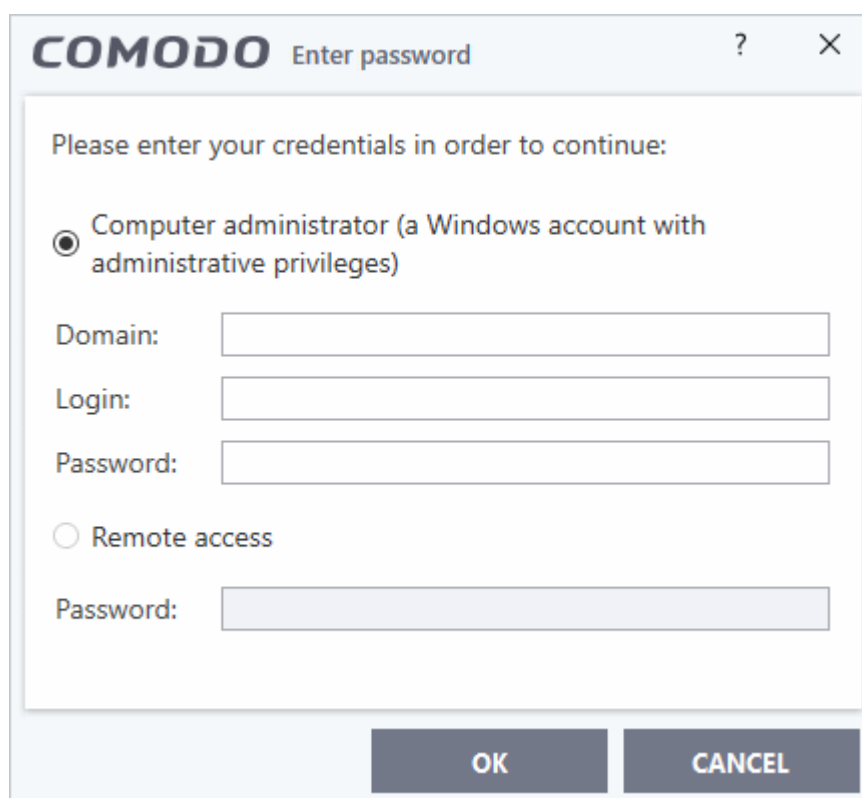 COMODO Enter password ?
Please enter your credentials in order to continue:
Computer administrator (a Windows account with
administrative privileges)
Domain:
Login:
Password:
Remote access
Password:
OK CANCEL